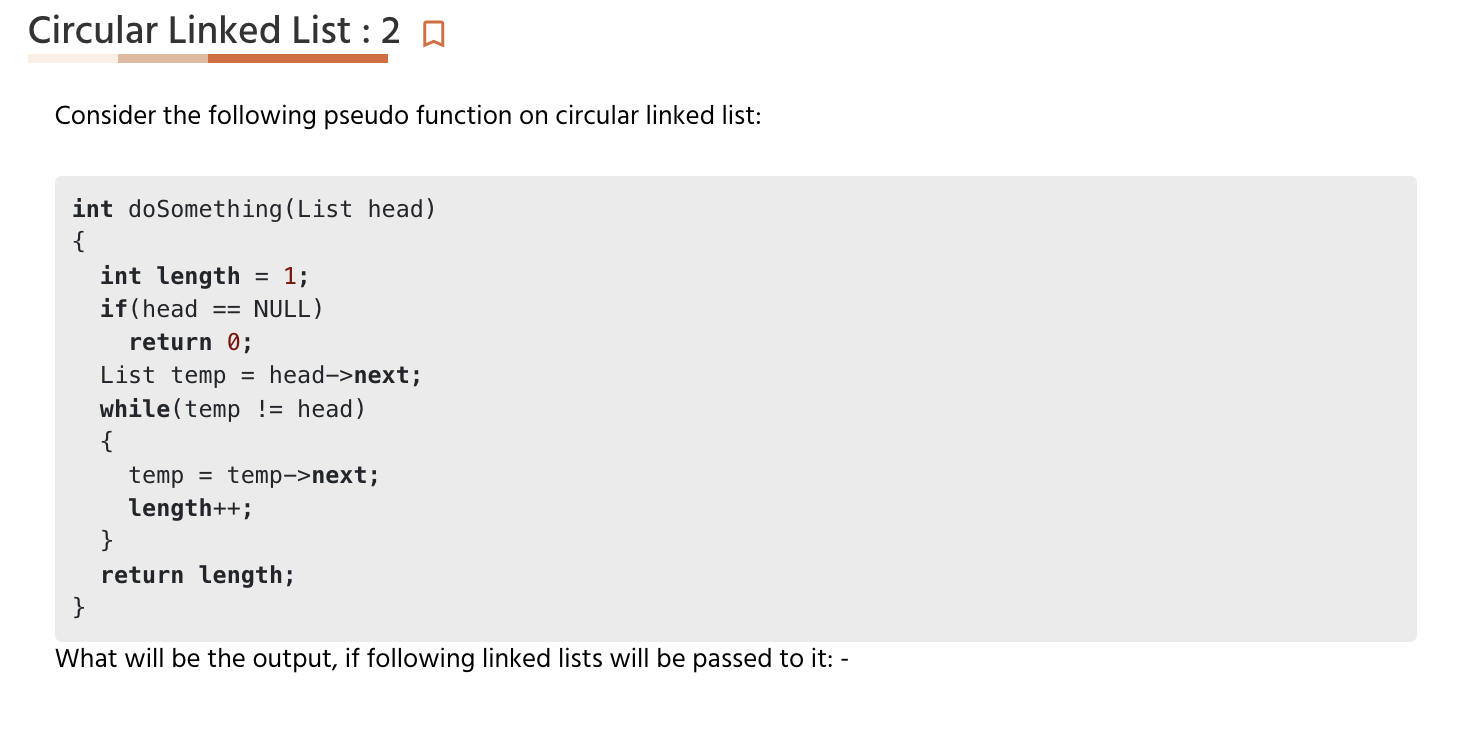 Circular Linked List : 2
Consider the following pseudo function on circular linked list:
int doSomething(List head)
{
  int length = 1;
  if(head == NULL)
    return 0;
  List temp = head->next;
  while(temp != head)
  {
    temp = temp->next;
    length++;
  }
  return length;
}
What will be the output, if following linked lists will be passed to it: -